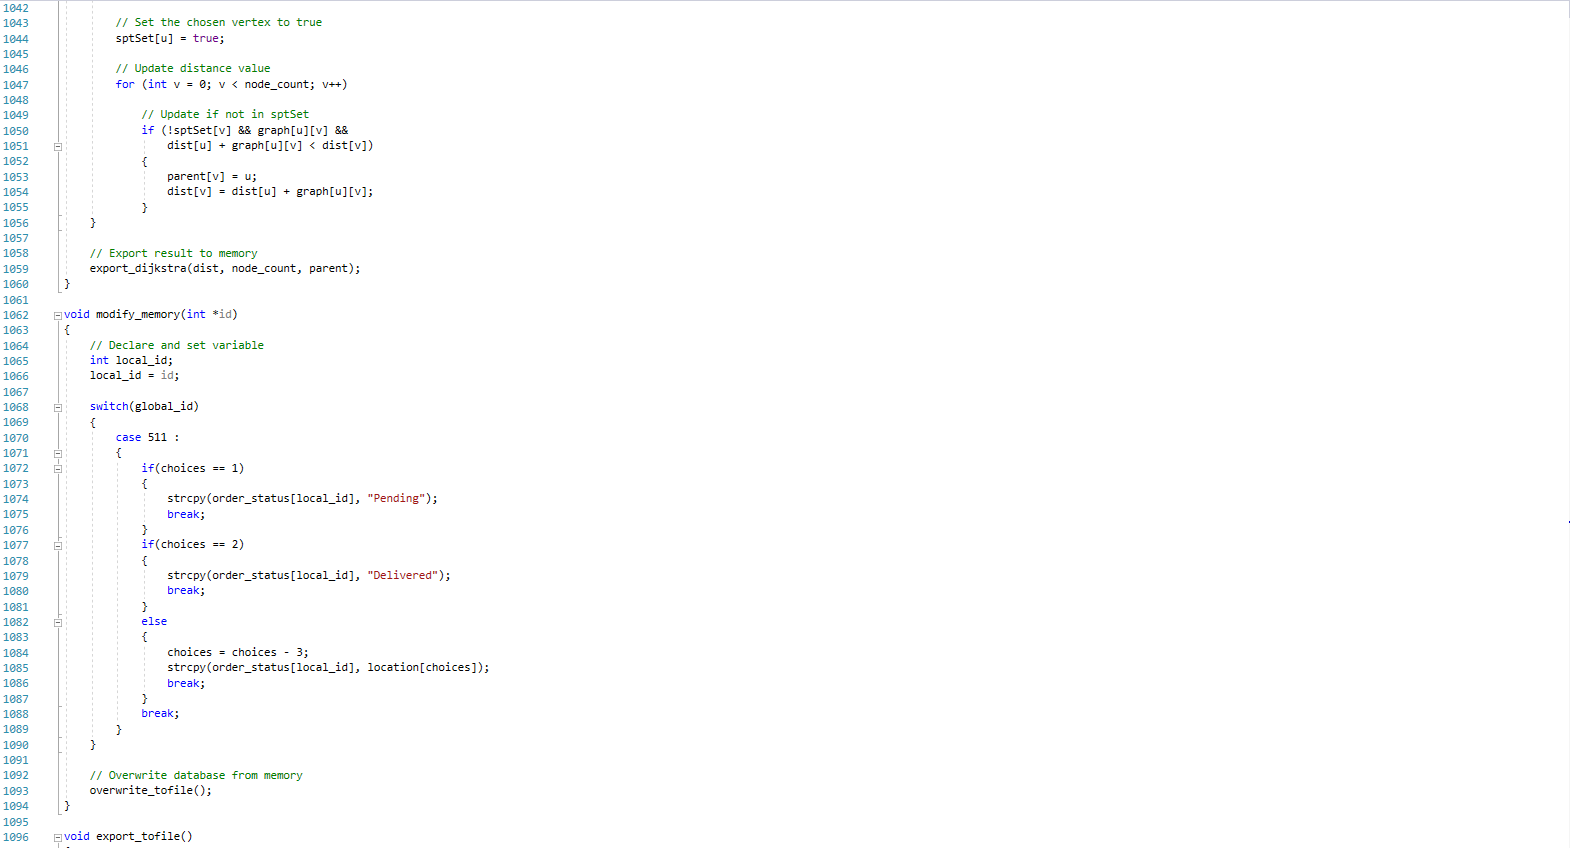 1042
1043 // Set the chosen vertex to true
1044 sptSet[u] = true;
1045
1046 // Update distance value
1047 for (int v = 0; v < node_count; v++)
1048
1049 // Update if not in sptSet
1050 if (!sptSet[v] && graph[u][v] &&
1051 dist[u] + graph[u][v] < dist[v])
1052 {
1053 parent[v] = u;
1054 dist[v] = dist[u] + graph[u][v];
1055 }
1056 }
1057
1058 // Export result to memory
1059 export_dijkstra(dist, node_count, parent);
1060 }
1061
1062 void modify_memory(int *id)
1063 {
1064 // Declare and set variable
1065 int local_id;
1066 local_id = id;
1067
1068 switch(global_id)
1069 {
1070 case 511 :
1071 {
1072 if(choices == 1)
1073 {
1074 strcpy(order_status[local_id], "Pending");
1075 break;
1076 }
1077 if(choices == 2)
1078 {
1079 strcpy(order_status[local_id], "Delivered");
1080 break;
1081 }
1082 else
1083 {
1084 choices = choices - 3;
1085 strcpy(order_status[local_id], location[choices]);
1086 break;
1087 }
1088 break;
1089 }
1090 }
1091
1092 // Overwrite database from memory
1093 overwrite_tofile();
1094 }
1095
1096 void export_tofile()